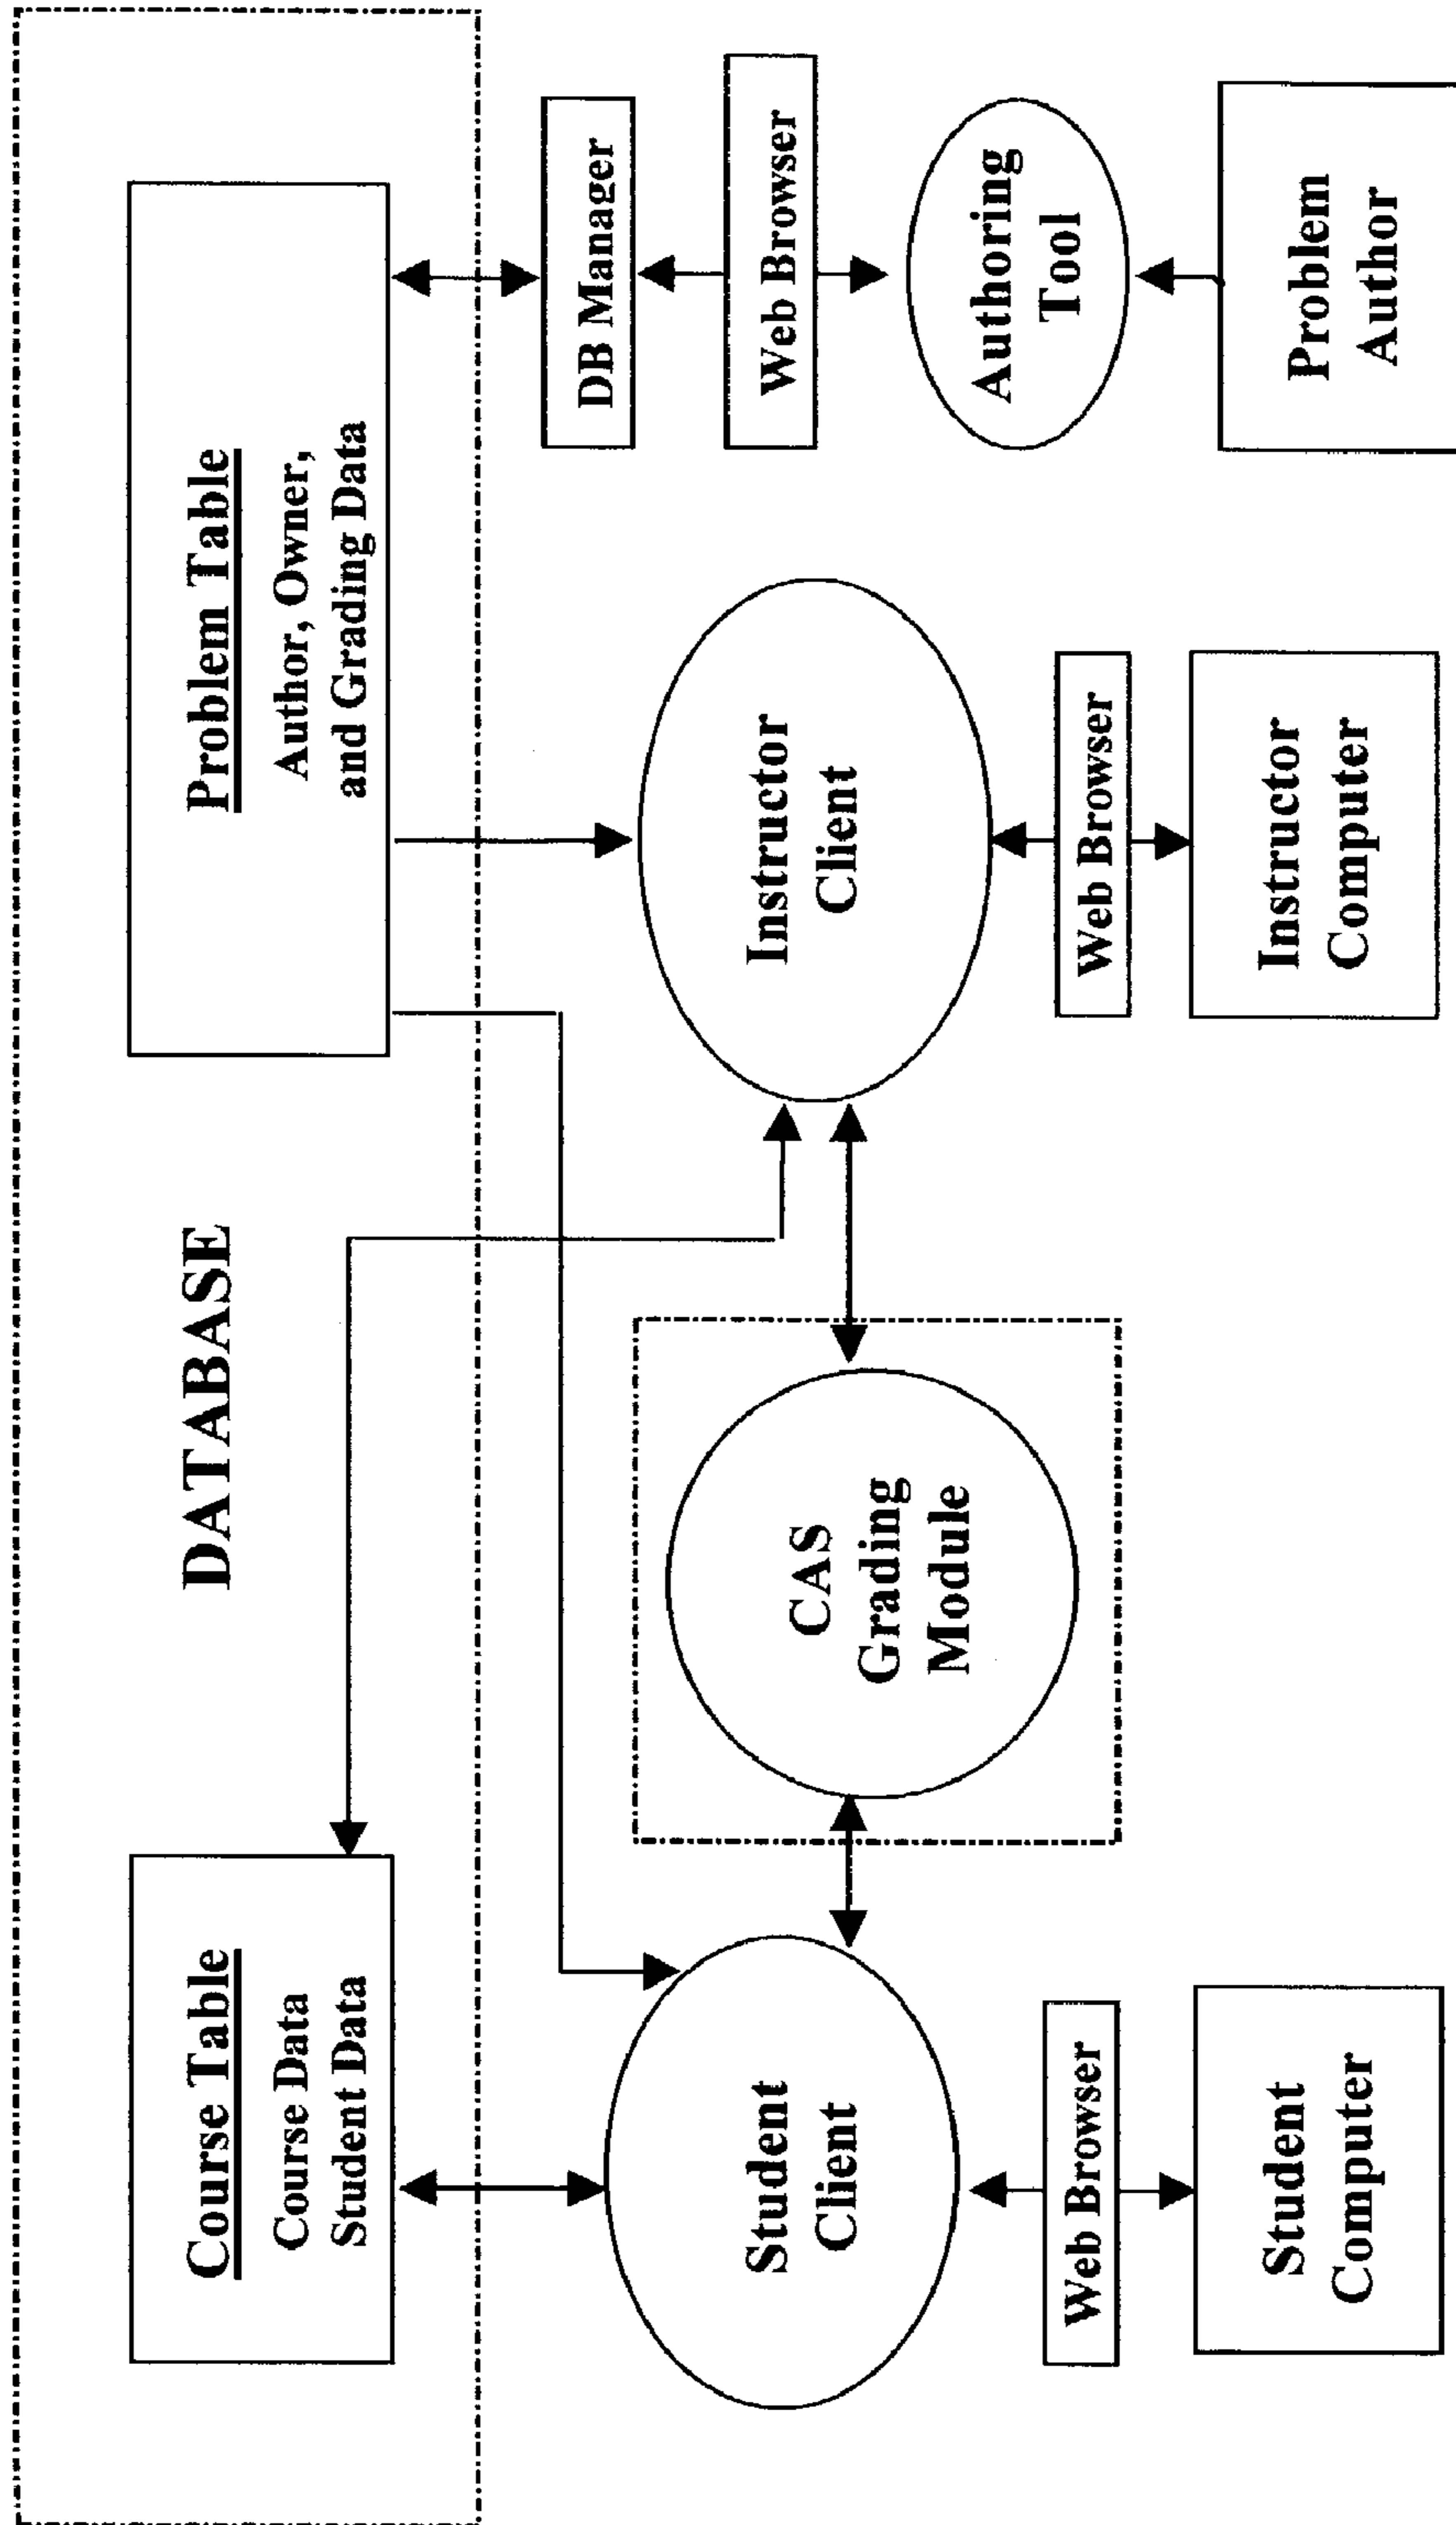 DATABASE
Course Table
Course Data
Student Data
Problem Table
Author, Owner,
and Grading Data
DB Manager
Web Browser
Authoring
Tool
Problem
Author
Student
Client
CAS
Grading
Module
Instructor
Client
Web Browser
Student
Computer
Web Browser
Instructor
Computer